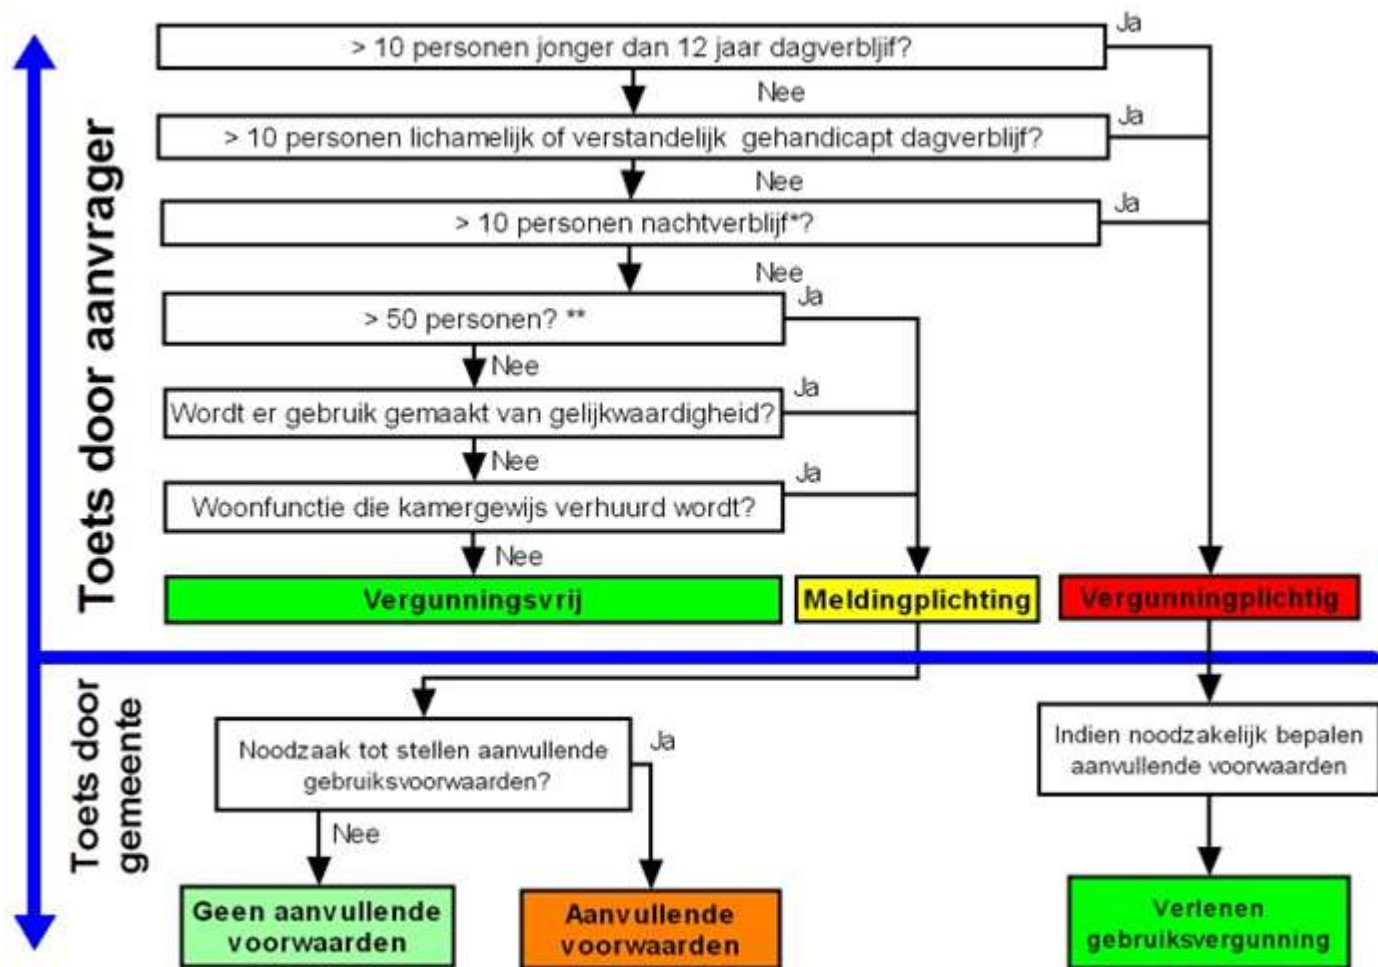 > 10 personen jonger dan 12 jaar dagverbljif?
Ja
Nee
> 10 personen lichamelijk of verstandelijk gehandicapt dagverblijf?
Ja
Nee
> 10 personen nachtverblijf*?
Ja
Nee
> 50 personen? **
Ja
Nee
Wordt er gebruik gemaakt van gelijkwaardigheid?
Ja
Nee
Woonfunctie die kamergewijs verhuurd wordt?
Ja
Nee
Vergunningsvrij
Meldingplichting
Vergunningplichtig
Toets door aanvrager
Toets door
gemeente
Noodzaak tot stellen aanvullende
gebruiksvoorwaarden?
Ja
Nee
Indien noodzakelijk bepalen
aanvullende voorwaarden
Geen aanvullende
voorwaarden
Aanvullende
voorwaarden
Verlenen
gebruiksvergunning